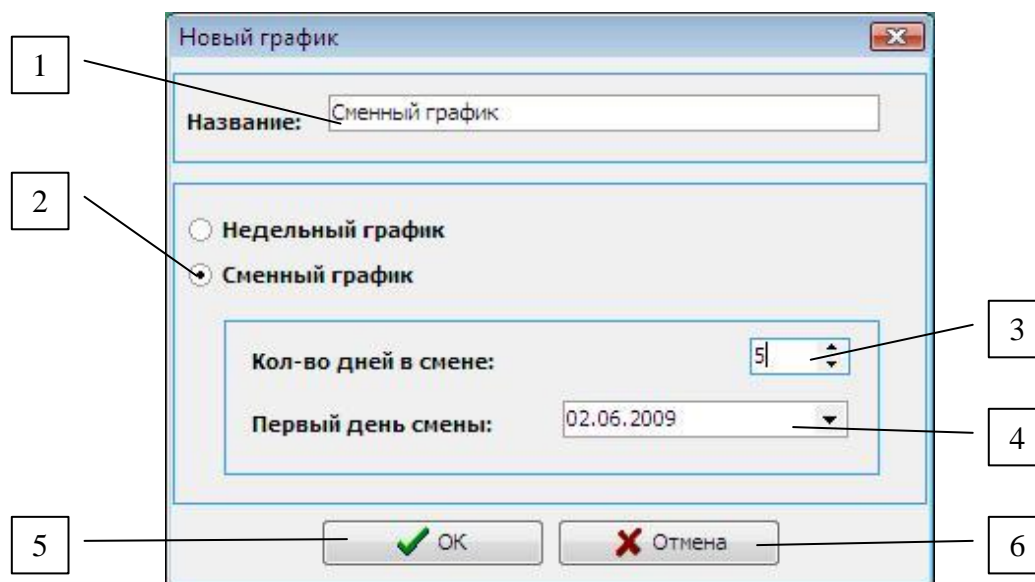 Новый график
1
Название: Сменный график
2
Недельный график
Сменный график
3
Кол-во дней в смене: 5
Первый день смены: 02.06.2009
4
5
OK
Отмена
6